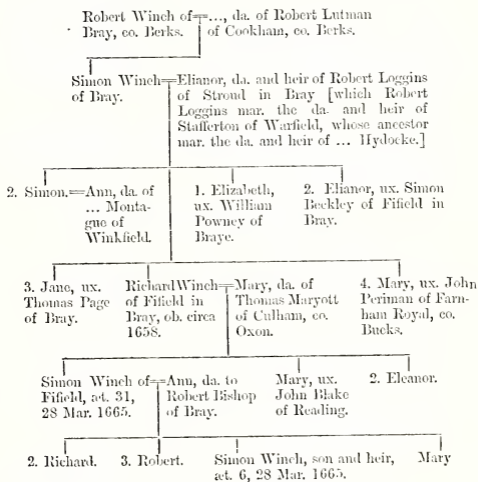 Robert Winch of=..., da. of Robert Lutman
Bray, co. Berks. of Cookham, co. Berks.
Simon Winch=Elianor, da. and heir of Robert Loggins
of Bray. of Stroud in Bray [which Robert
Loggins mar. the da. and heir of
Stafferton of Warfield, whose ancestor
mar. the da. and heir of ... Hydocke.]
2. Simon.=Ann, da. of
... Monta-
gue of
Winkfield.
1. Elizabeth,
ux. William
Powney of
Braye.
2. Elianor, ux. Simon
Beckley of Fifield in
Bray.
3. Jane, ux.
Thomas Page
of Bray.
Richard Winch=Mary, da. of
of Fifield in Thomas Maryott
Bray, ob. circa of Culham, co.
1658. Oxon.
4. Mary, ux. John
Periman of Farn-
ham Royal, co.
Bucks.
Simon Winch of=Ann, da. to
Fifield, æt. 31, Robert Bishop
28 Mar. 1665. of Bray.
Mary, ux.
John Blake
of Reading.
2. Eleanor.
2. Richard.
3. Robert.
Simon Winch, son and heir,
æt. 6, 28 Mar. 1665.
Mary